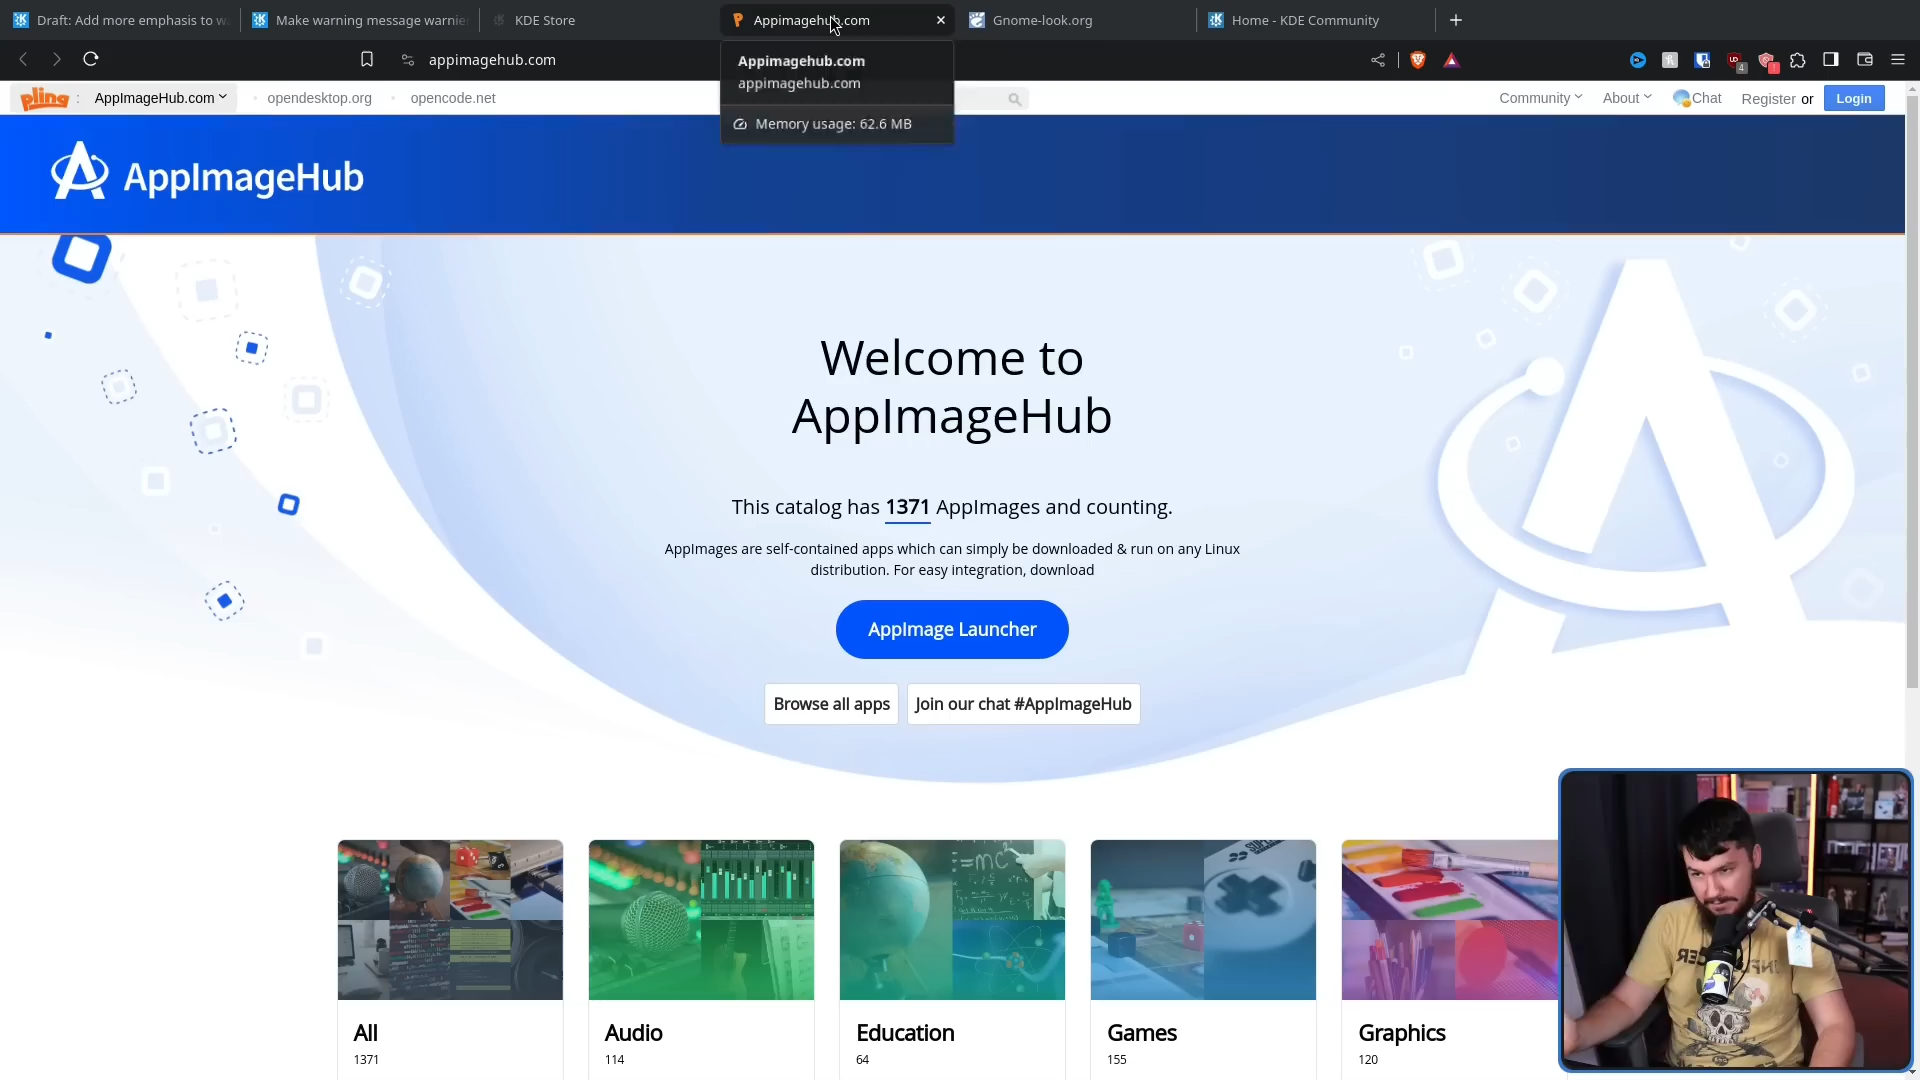 Draft: Add more emphasis to w
Make warning message warnie
KDE Store
Appimagehub.com
Gnome-look.org
Home - KDE Community
appimagehub.com
Appimagehub.com
appimagehub.com
Memory usage: 62.6 MB
pling
: AppImageHub.com
opendesktop.org
opencode.net
Community
About
Chat
Register or
Login
AppImageHub
Welcome to
AppImageHub
This catalog has 1371 AppImages and counting.
AppImages are self-contained apps which can simply be downloaded & run on any Linux
distribution. For easy integration, download
AppImage Launcher
Browse all apps
Join our chat #AppImageHub
All
1371
Audio
114
Education
64
Games
155
Graphics
120